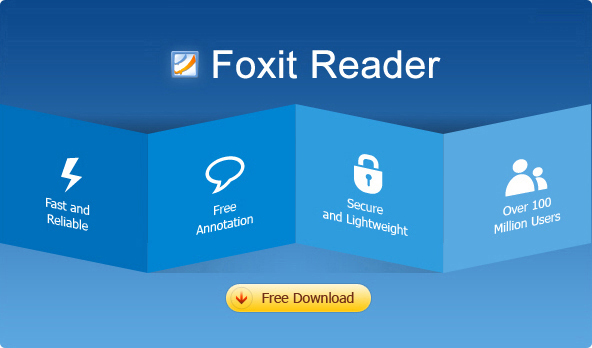 Foxit Reader
Fast and
Reliable
Free
Annotation
Secure
and Lightweight
Over 100
Million Users
Free Download